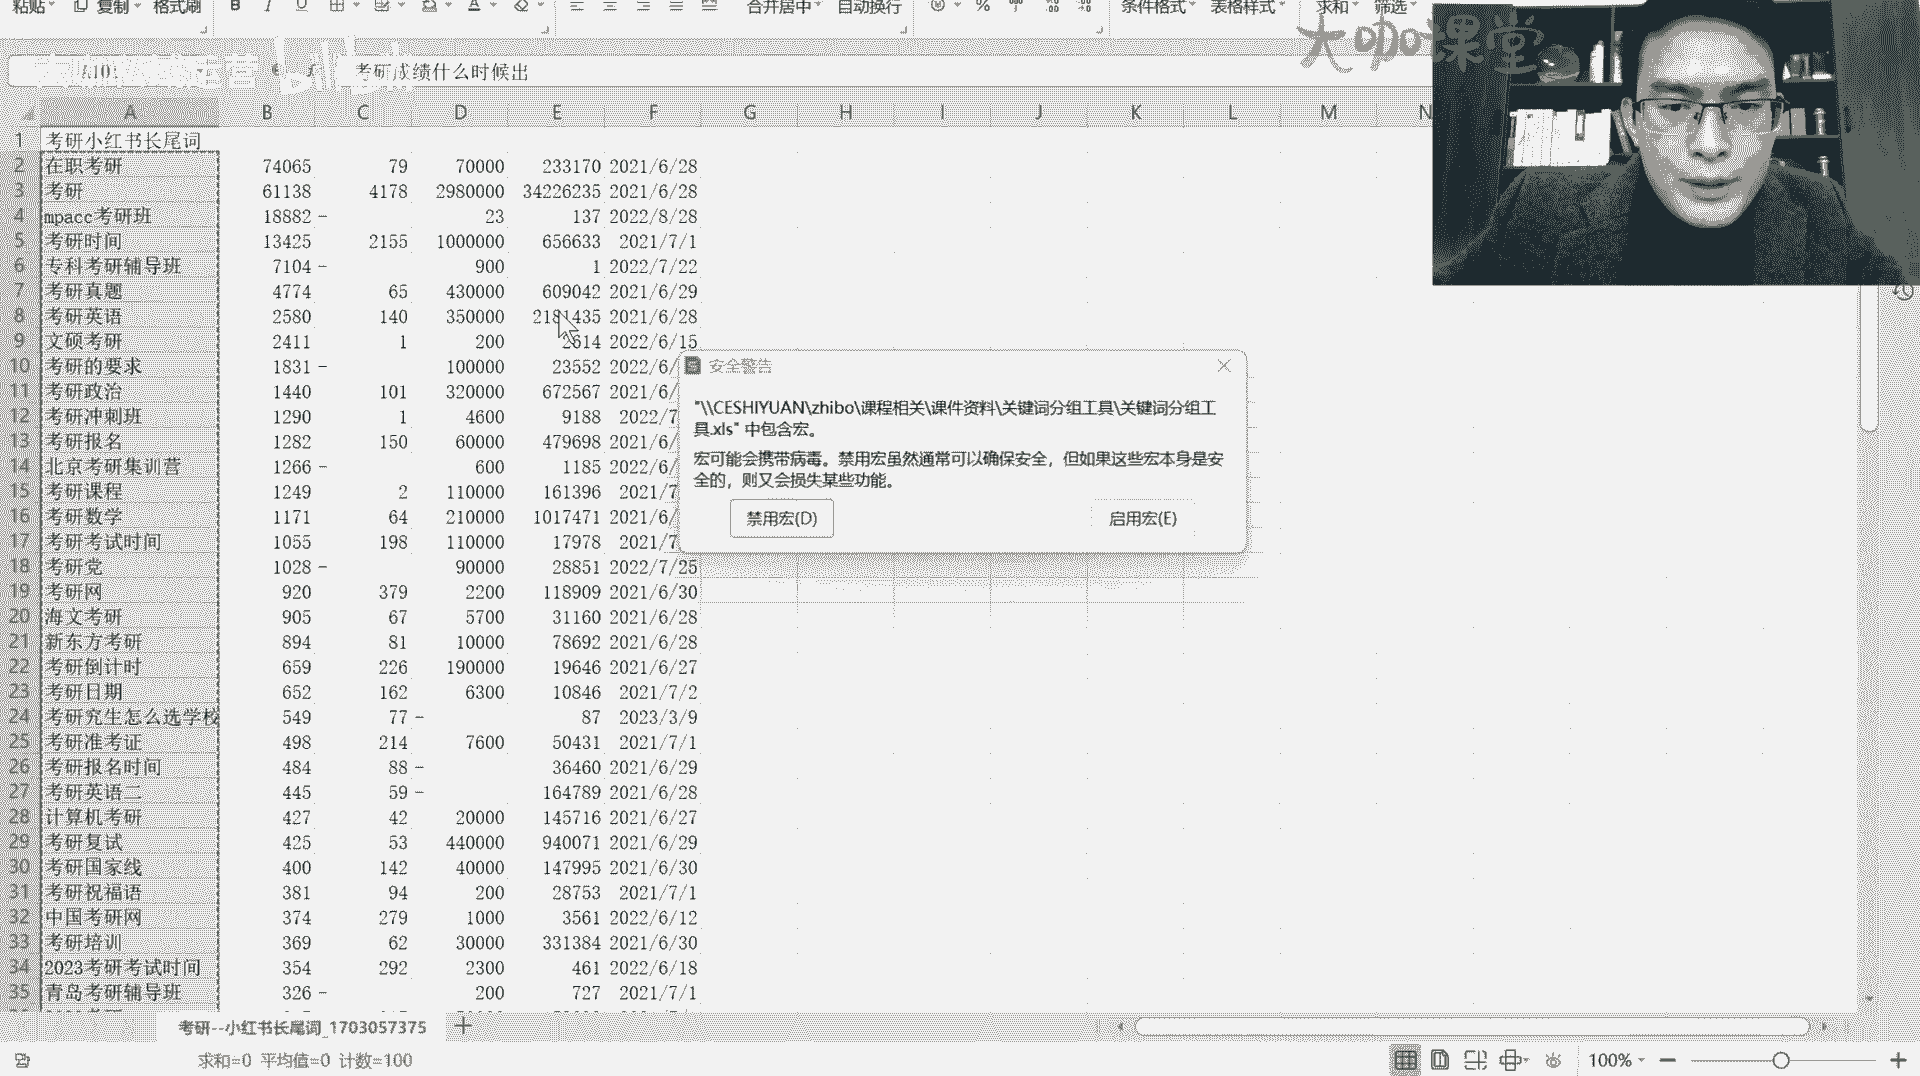 粘贴 复制 格式刷 B I U A 合并居中 自动换行 % 条件格式 表格样式 求和 筛选
大咖课堂
bilibili
A101 考研成绩什么时候出
A B C D E F G H I J K L M N
1 考研小红书长尾词
2 在职考研 74065 79 70000 233170 2021/6/28
3 考研 61138 4178 2980000 34226235 2021/6/28
4 mpacc考研班 18882 - 23 137 2022/8/28
5 考研时间 13425 2155 1000000 656633 2021/7/1
6 专科考研辅导班 7104 - 900 1 2022/7/22
7 考研真题 4774 65 430000 609042 2021/6/29
8 考研英语 2580 140 350000 2181435 2021/6/28
9 文硕考研 2411 1 200 2614 2022/6/15
10 考研的要求 1831 - 100000 23552 2022/6/
11 考研政治 1440 101 320000 672567 2021/6/
12 考研冲刺班 1290 1 4600 9188 2022/7
13 考研报名 1282 150 60000 479698 2021/6/
14 北京考研集训营 1266 - 600 1185 2022/6/
15 考研课程 1249 2 110000 161396 2021/7
16 考研数学 1171 64 210000 1017471 2021/6/
17 考研考试时间 1055 198 110000 17978 2021/7
18 考研党 1028 - 90000 28851 2022/7/25
19 考研网 920 379 2200 118909 2021/6/30
20 海文考研 905 67 5700 31160 2021/6/28
21 新东方考研 894 81 10000 78692 2021/6/28
22 考研倒计时 659 226 190000 19646 2021/6/27
23 考研日期 652 162 6300 10846 2021/7/2
24 考研究生怎么选学校 549 77 - 87 2023/3/9
25 考研准考证 498 214 7600 50431 2021/7/1
26 考研报名时间 484 88 - 36460 2021/6/29
27 考研英语二 445 59 - 164789 2021/6/28
28 计算机考研 427 42 20000 145716 2021/6/27
29 考研复试 425 53 440000 940071 2021/6/29
30 考研国家线 400 142 40000 147995 2021/6/30
31 考研祝福语 381 94 200 28753 2021/7/1
32 中国考研网 374 279 1000 3561 2022/6/12
33 考研培训 369 62 30000 331384 2021/6/30
34 2023考研考试时间 354 292 2300 461 2022/6/18
35 青岛考研辅导班 326 - 200 727 2021/7/1
安全警告
"\\CESHIYUAN\zhibo\课程相关\课件资料\关键词分组工具\关键词分组工
具.xls" 中包含宏。
宏可能会携带病毒。禁用宏虽然通常可以确保安全，但如果这些宏本身是安
全的，则又会损失某些功能。
禁用宏(D) 启用宏(E)
考研--小红书长尾词_1703057375
求和=0 平均值=0 计数=100 100%